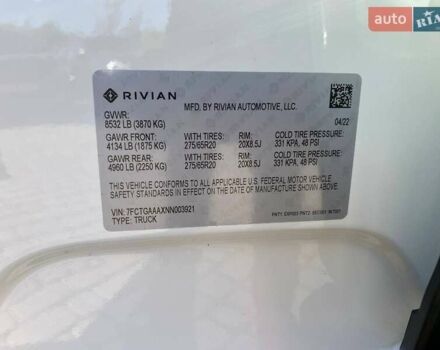 auto RIA
RIVIAN
MFD. BY RIVIAN AUTOMOTIVE, LLC.
GVWR:
8532 LB (3870 KG)
04/22
GAWR FRONT: WITH TIRES: RIM: COLD TIRE PRESSURE:
4134 LB (1875 KG) 275/65R20 20X8.5J 331 KPA, 48 PSI
GAWR REAR: WITH TIRES: RIM: COLD TIRE PRESSURE:
4960 LB (2250 KG) 275/65R20 20X8.5J 331 KPA, 48 PSI
THIS VEHICLE CONFORMS TO ALL APPLICABLE U.S. FEDERAL MOTOR VEHICLE
SAFETY, BUMPER, AND THEFT PREVENTION STANDARDS IN EFFECT ON THE DATE
OF MANUFACTURE SHOWN ABOVE.
VIN: 7FCTGAAAXNN003921
TYPE: TRUCK